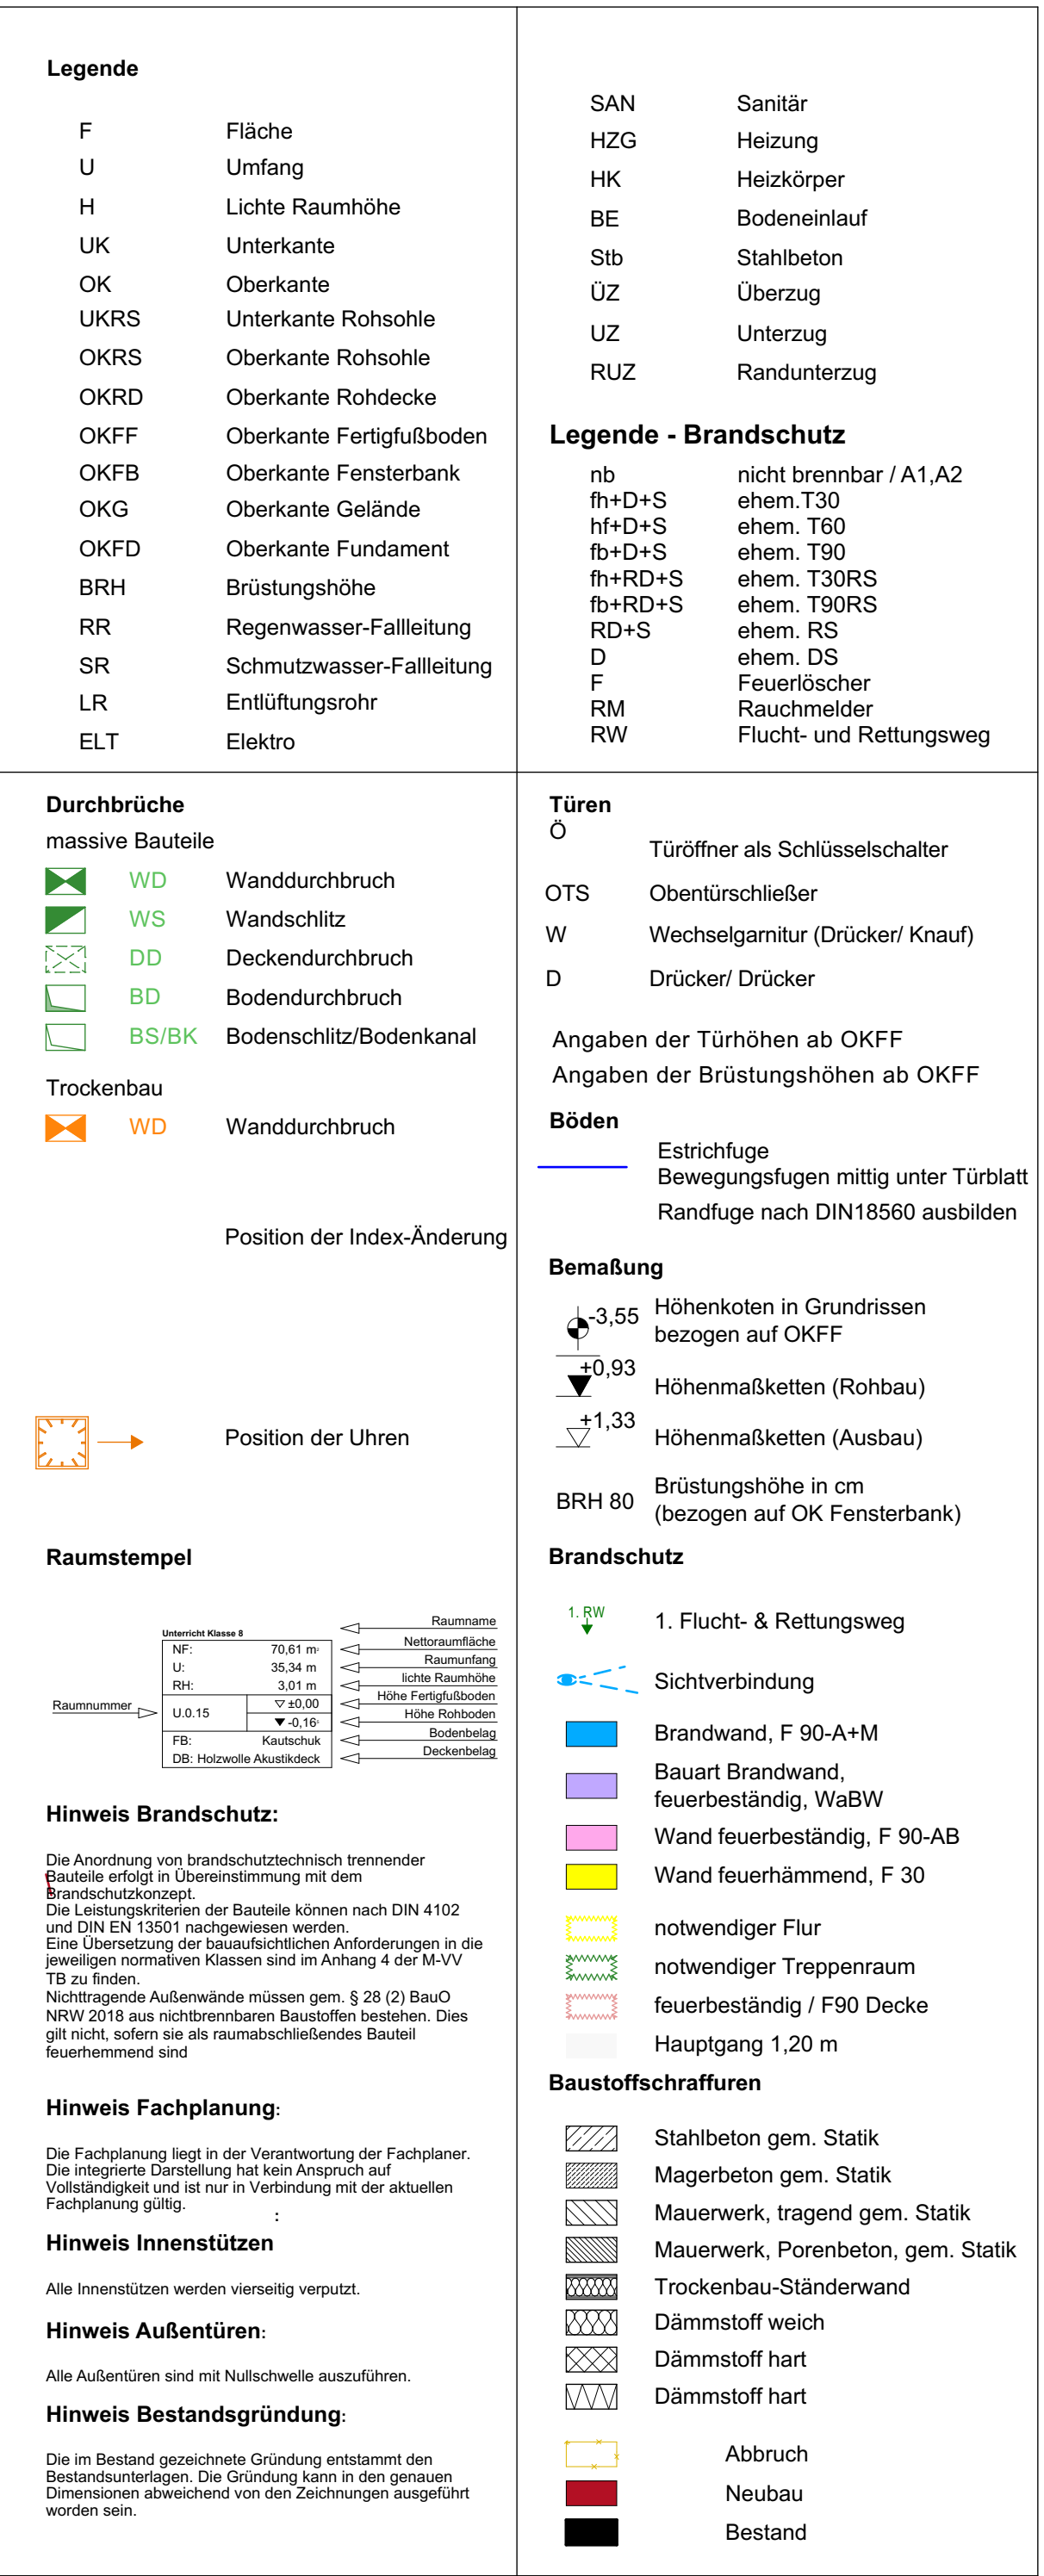 Legende
F Fläche
U Umfang
H Lichte Raumhöhe
UK Unterkante
OK Oberkante
UKRS Unterkante Rohsohle
OKRS Oberkante Rohsohle
OKRD Oberkante Rohdecke
OKFF Oberkante Fertigfußboden
OKFB Oberkante Fensterbank
OKG Oberkante Gelände
OKFD Oberkante Fundament
BRH Brüstungshöhe
RR Regenwasser-Fallleitung
SR Schmutzwasser-Fallleitung
LR Entlüftungsrohr
ELT Elektro
SAN Sanitär
HZG Heizung
HK Heizkörper
BE Bodeneinlauf
Stb Stahlbeton
ÜZ Überzug
UZ Unterzug
RUZ Randunterzug
Legende - Brandschutz
nb nicht brennbar / A1,A2
fh+D+S ehem.T30
hf+D+S ehem. T60
fb+D+S ehem. T90
fh+RD+S ehem. T30RS
fb+RD+S ehem. T90RS
RD+S ehem. RS
D ehem. DS
F Feuerlöscher
RM Rauchmelder
RW Flucht- und Rettungsweg
Durchbrüche
massive Bauteile
WD Wanddurchbruch
WS Wandschlitz
DD Deckendurchbruch
BD Bodendurchbruch
BS/BK Bodenschlitz/Bodenkanal
Trockenbau
WD Wanddurchbruch
Position der Index-Änderung
Position der Uhren
Raumstempel
Unterricht Klasse 8
NF: 70,61 m²
U: 35,34 m
RH: 3,01 m
U.0.15
±0,00
-0,16⁵
FB: Kautschuk
DB: Holzwolle Akustikdeck
Raumnummer
Raumname
Nettoraumfläche
Raumunfang
lichte Raumhöhe
Höhe Fertigfußboden
Höhe Rohboden
Bodenbelag
Deckenbelag
Hinweis Brandschutz:
Die Anordnung von brandschutztechnisch trennender
Bauteile erfolgt in Übereinstimmung mit dem
Brandschutzkonzept.
Die Leistungskriterien der Bauteile können nach DIN 4102
und DIN EN 13501 nachgewiesen werden.
Eine Übersetzung der bauaufsichtlichen Anforderungen in die
jeweiligen normativen Klassen sind im Anhang 4 der M-VV
TB zu finden.
Nichttragende Außenwände müssen gem. § 28 (2) BauO
NRW 2018 aus nichtbrennbaren Baustoffen bestehen. Dies
gilt nicht, sofern sie als raumabschließendes Bauteil
feuerhemmend sind
Hinweis Fachplanung:
Die Fachplanung liegt in der Verantwortung der Fachplaner.
Die integrierte Darstellung hat kein Anspruch auf
Vollständigkeit und ist nur in Verbindung mit der aktuellen
Fachplanung gültig.
:
Hinweis Innenstützen
Alle Innenstützen werden vierseitig verputzt.
Hinweis Außentüren:
Alle Außentüren sind mit Nullschwelle auszuführen.
Hinweis Bestandsgründung:
Die im Bestand gezeichnete Gründung entstammt den
Bestandsunterlagen. Die Gründung kann in den genauen
Dimensionen abweichend von den Zeichnungen ausgeführt
worden sein.
Türen
Ö
Türöffner als Schlüsselschalter
OTS Obentürschließer
W Wechselgarnitur (Drücker/ Knauf)
D Drücker/ Drücker
Angaben der Türhöhen ab OKFF
Angaben der Brüstungshöhen ab OKFF
Böden
Estrichfuge
Bewegungsfugen mittig unter Türblatt
Randfuge nach DIN18560 ausbilden
Bemaßung
-3,55 Höhenkoten in Grundrissen
bezogen auf OKFF
+0,93
Höhenmaßketten (Rohbau)
+1,33
Höhenmaßketten (Ausbau)
BRH 80 Brüstungshöhe in cm
(bezogen auf OK Fensterbank)
Brandschutz
1. RW 1. Flucht- & Rettungsweg
Sichtverbindung
Brandwand, F 90-A+M
Bauart Brandwand,
feuerbeständig, WaBW
Wand feuerbeständig, F 90-AB
Wand feuerhämmend, F 30
notwendiger Flur
notwendiger Treppenraum
feuerbeständig / F90 Decke
Hauptgang 1,20 m
Baustoffschraffuren
Stahlbeton gem. Statik
Magerbeton gem. Statik
Mauerwerk, tragend gem. Statik
Mauerwerk, Porenbeton, gem. Statik
Trockenbau-Ständerwand
Dämmstoff weich
Dämmstoff hart
Dämmstoff hart
Abbruch
Neubau
Bestand